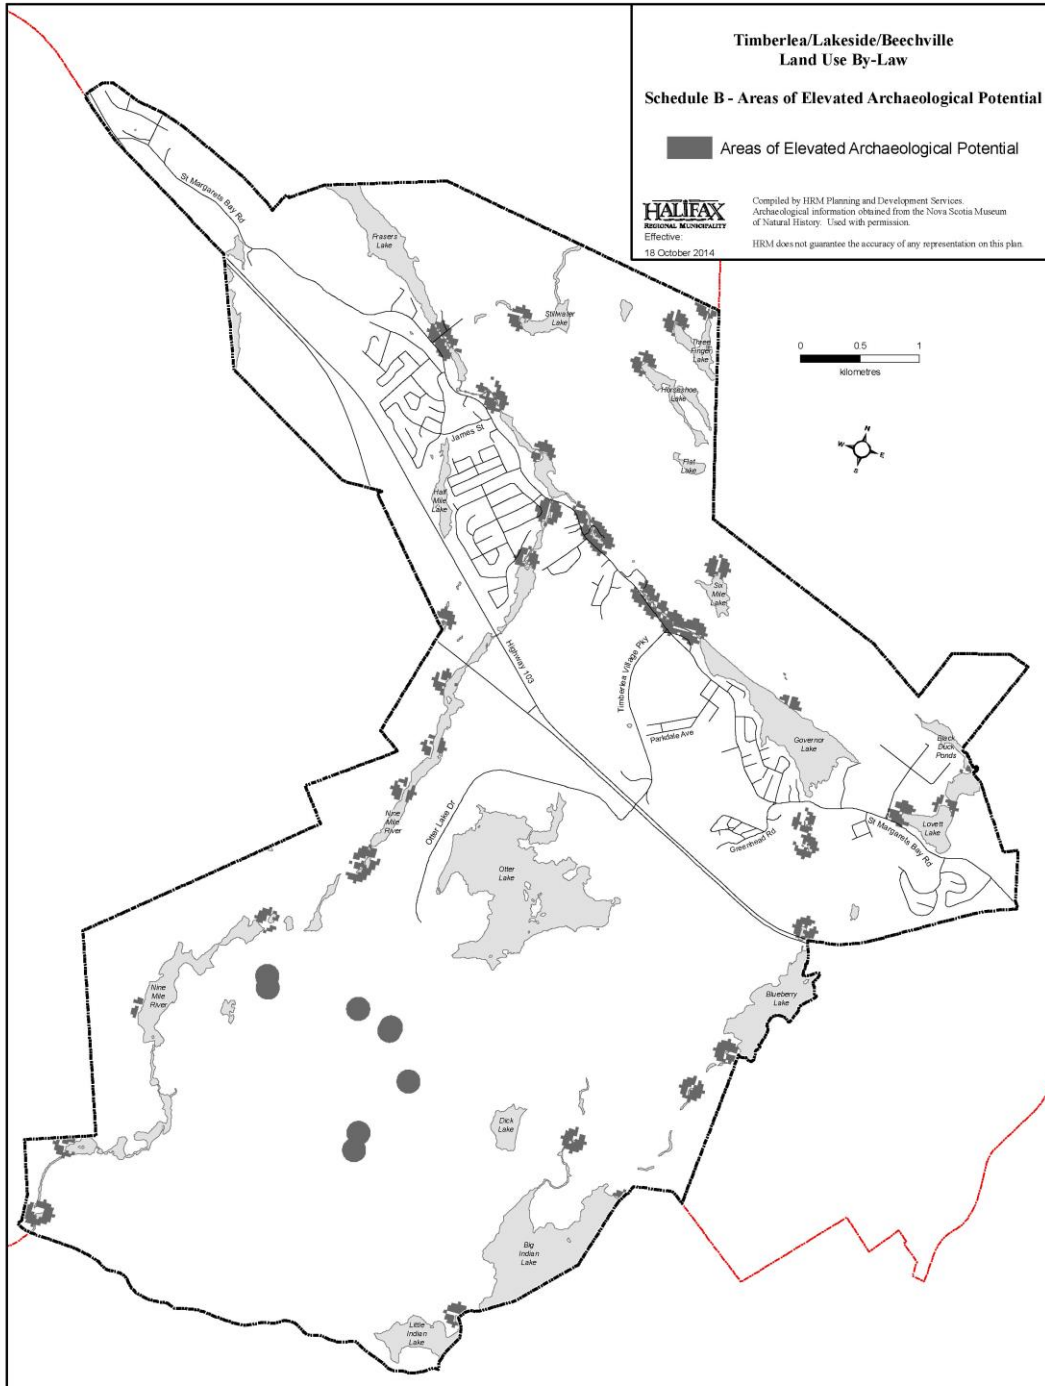 Timberlea/Lakeside/Beechville
Land Use By-Law
Schedule B - Areas of Elevated Archaeological Potential
Areas of Elevated Archaeological Potential
HALIFAX
REGIONAL MUNICIPALITY
Effective:
18 October 2014
Compiled by HRM Planning and Development Services.
Archaeological information obtained from the Nova Scotia Museum
of Natural History. Used with permission.
HRM does not guarantee the accuracy of any representation on this plan.
St Margarets Bay Rd
Frasers
Lake
Stillwater
Lake
Three
Finger
Lake
Horseshoe
Lake
Flat
Lake
0 0.5 1
kilometres
N
W
E
S
James St
Half
Mile
Lake
Six
Mile
Lake
Highway 103
Timberlea Village Pky
Parkdale Ave
Governor
Lake
Black
Duck
Ponds
Nine
Mile
River
Otter Lake Dr
Greenhead Rd
St Margarets Bay Rd
Lovett
Lake
Otter
Lake
Nine
Mile
River
Blueberry
Lake
Dick
Lake
Big
Indian
Lake
Little
Indian
Lake